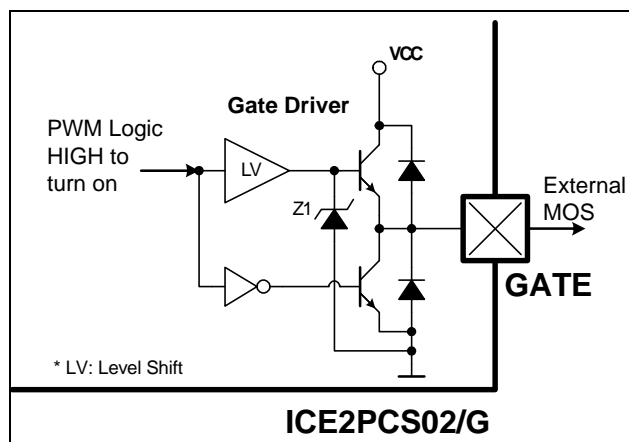 VCC
Gate Driver
PWM Logic
HIGH to
turn on
LV
Z1
External
MOS
GATE
* LV: Level Shift
ICE2PCS02/G